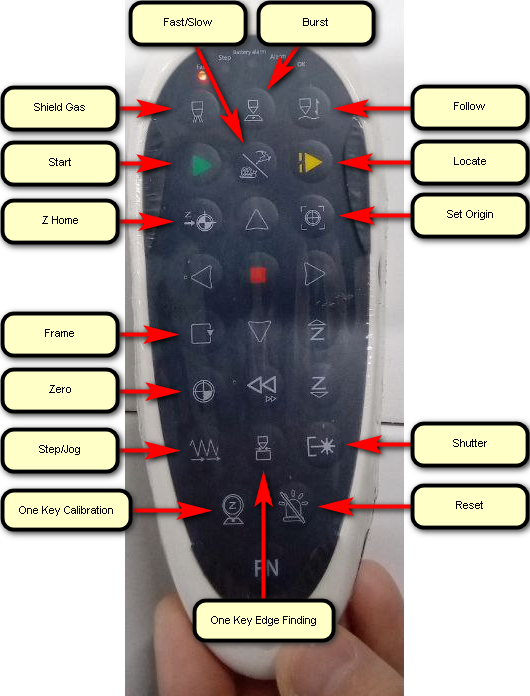 Fast/Slow
Burst
Battery alarm
Step
Alarm
OK
Shield Gas
Follow
Start
Locate
Z Home
Z
Set Origin
Frame
Z
Zero
Z
Step/Jog
Shutter
One Key Calibration
Z
Reset
One Key Edge Finding